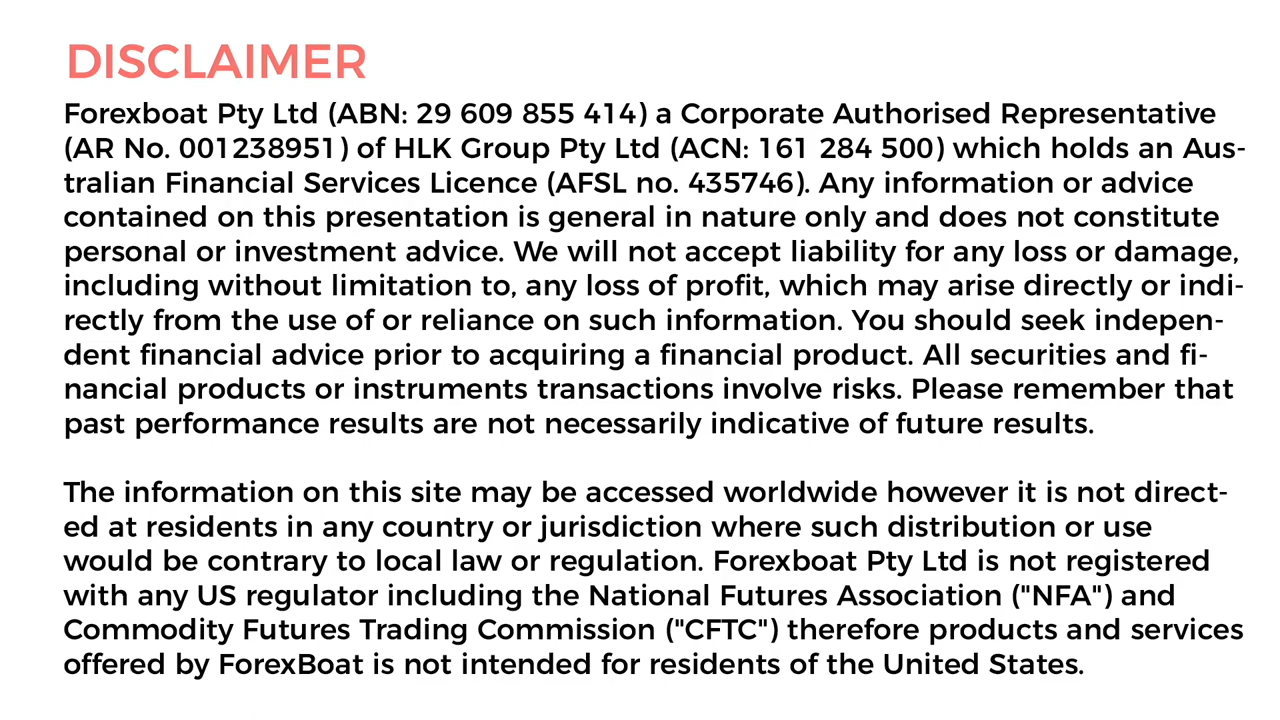 DISCLAIMER
Forexboat Pty Ltd (ABN: 29 609 855 414) a Corporate Authorised Representative
(AR No. 001238951) of HLK Group Pty Ltd (ACN: 161 284 500) which holds an Aus-
tralian Financial Services Licence (AFSL no. 435746). Any information or advice
contained on this presentation is general in nature only and does not constitute
personal or investment advice. We will not accept liability for any loss or damage,
including without limitation to, any loss of profit, which may arise directly or indi-
rectly from the use of or reliance on such information. You should seek indepen-
dent financial advice prior to acquiring a financial product. All securities and fi-
nancial products or instruments transactions involve risks. Please remember that
past performance results are not necessarily indicative of future results.
The information on this site may be accessed worldwide however it is not direct-
ed at residents in any country or jurisdiction where such distribution or use
would be contrary to local law or regulation. Forexboat Pty Ltd is not registered
with any US regulator including the National Futures Association ("NFA") and
Commodity Futures Trading Commission ("CFTC") therefore products and services
offered by ForexBoat is not intended for residents of the United States.